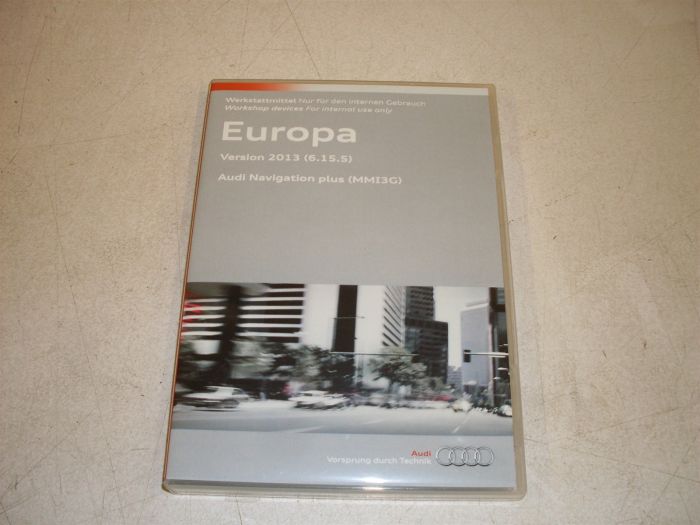 Werkstattmittel Nur für den internen Gebrauch
Workshop devices For internal use only
Europa
Version 2013 (6.15.5)
Audi Navigation plus (MMI3G)
Audi
Vorsprung durch Technik